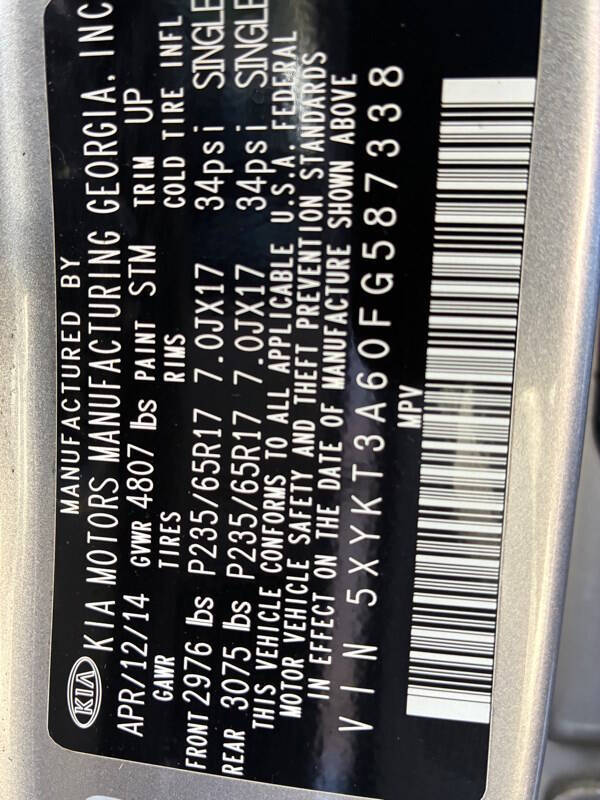 MANUFACTURED BY
KIA KIA MOTORS MANUFACTURING GEORGIA, INC
APR/12/14 GVWR 4807 lbs PAINT STM TRIM UP
GAWR TIRES RIMS COLD TIRE INFL
FRONT 2976 lbs P235/65R17 7.0JX17 34psi SINGLE
REAR 3075 lbs P235/65R17 7.0JX17 34psi SINGLE
THIS VEHICLE CONFORMS TO ALL APPLICABLE U.S.A. FEDERAL
MOTOR VEHICLE SAFETY AND THEFT PREVENTION STANDARDS
IN EFFECT ON THE DATE OF MANUFACTURE SHOWN ABOVE
VIN 5XYKT3A60FG587338
MPV